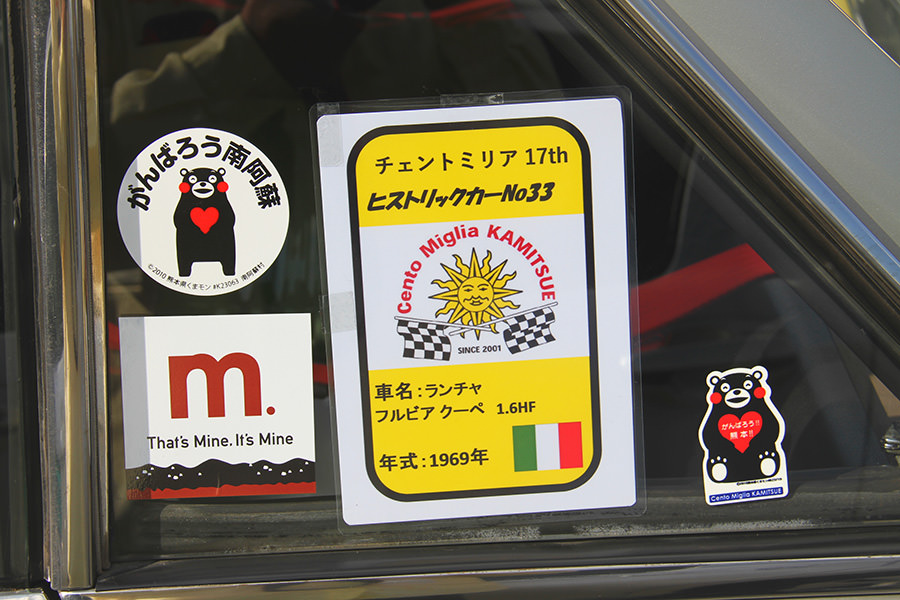 がんばろう南阿蘇
©2010 熊本県くまモン #K23063 南阿蘇村
m.
That's Mine. It's Mine
チェントミリア 17th
ヒストリックカーNo33
Cento Miglia KAMITSUE
SINCE 2001
車名：ランチャ
フルビア クーペ 1.6HF
年式：1969年
がんばろう!!
熊本!!
Cento Miglia KAMITSUE